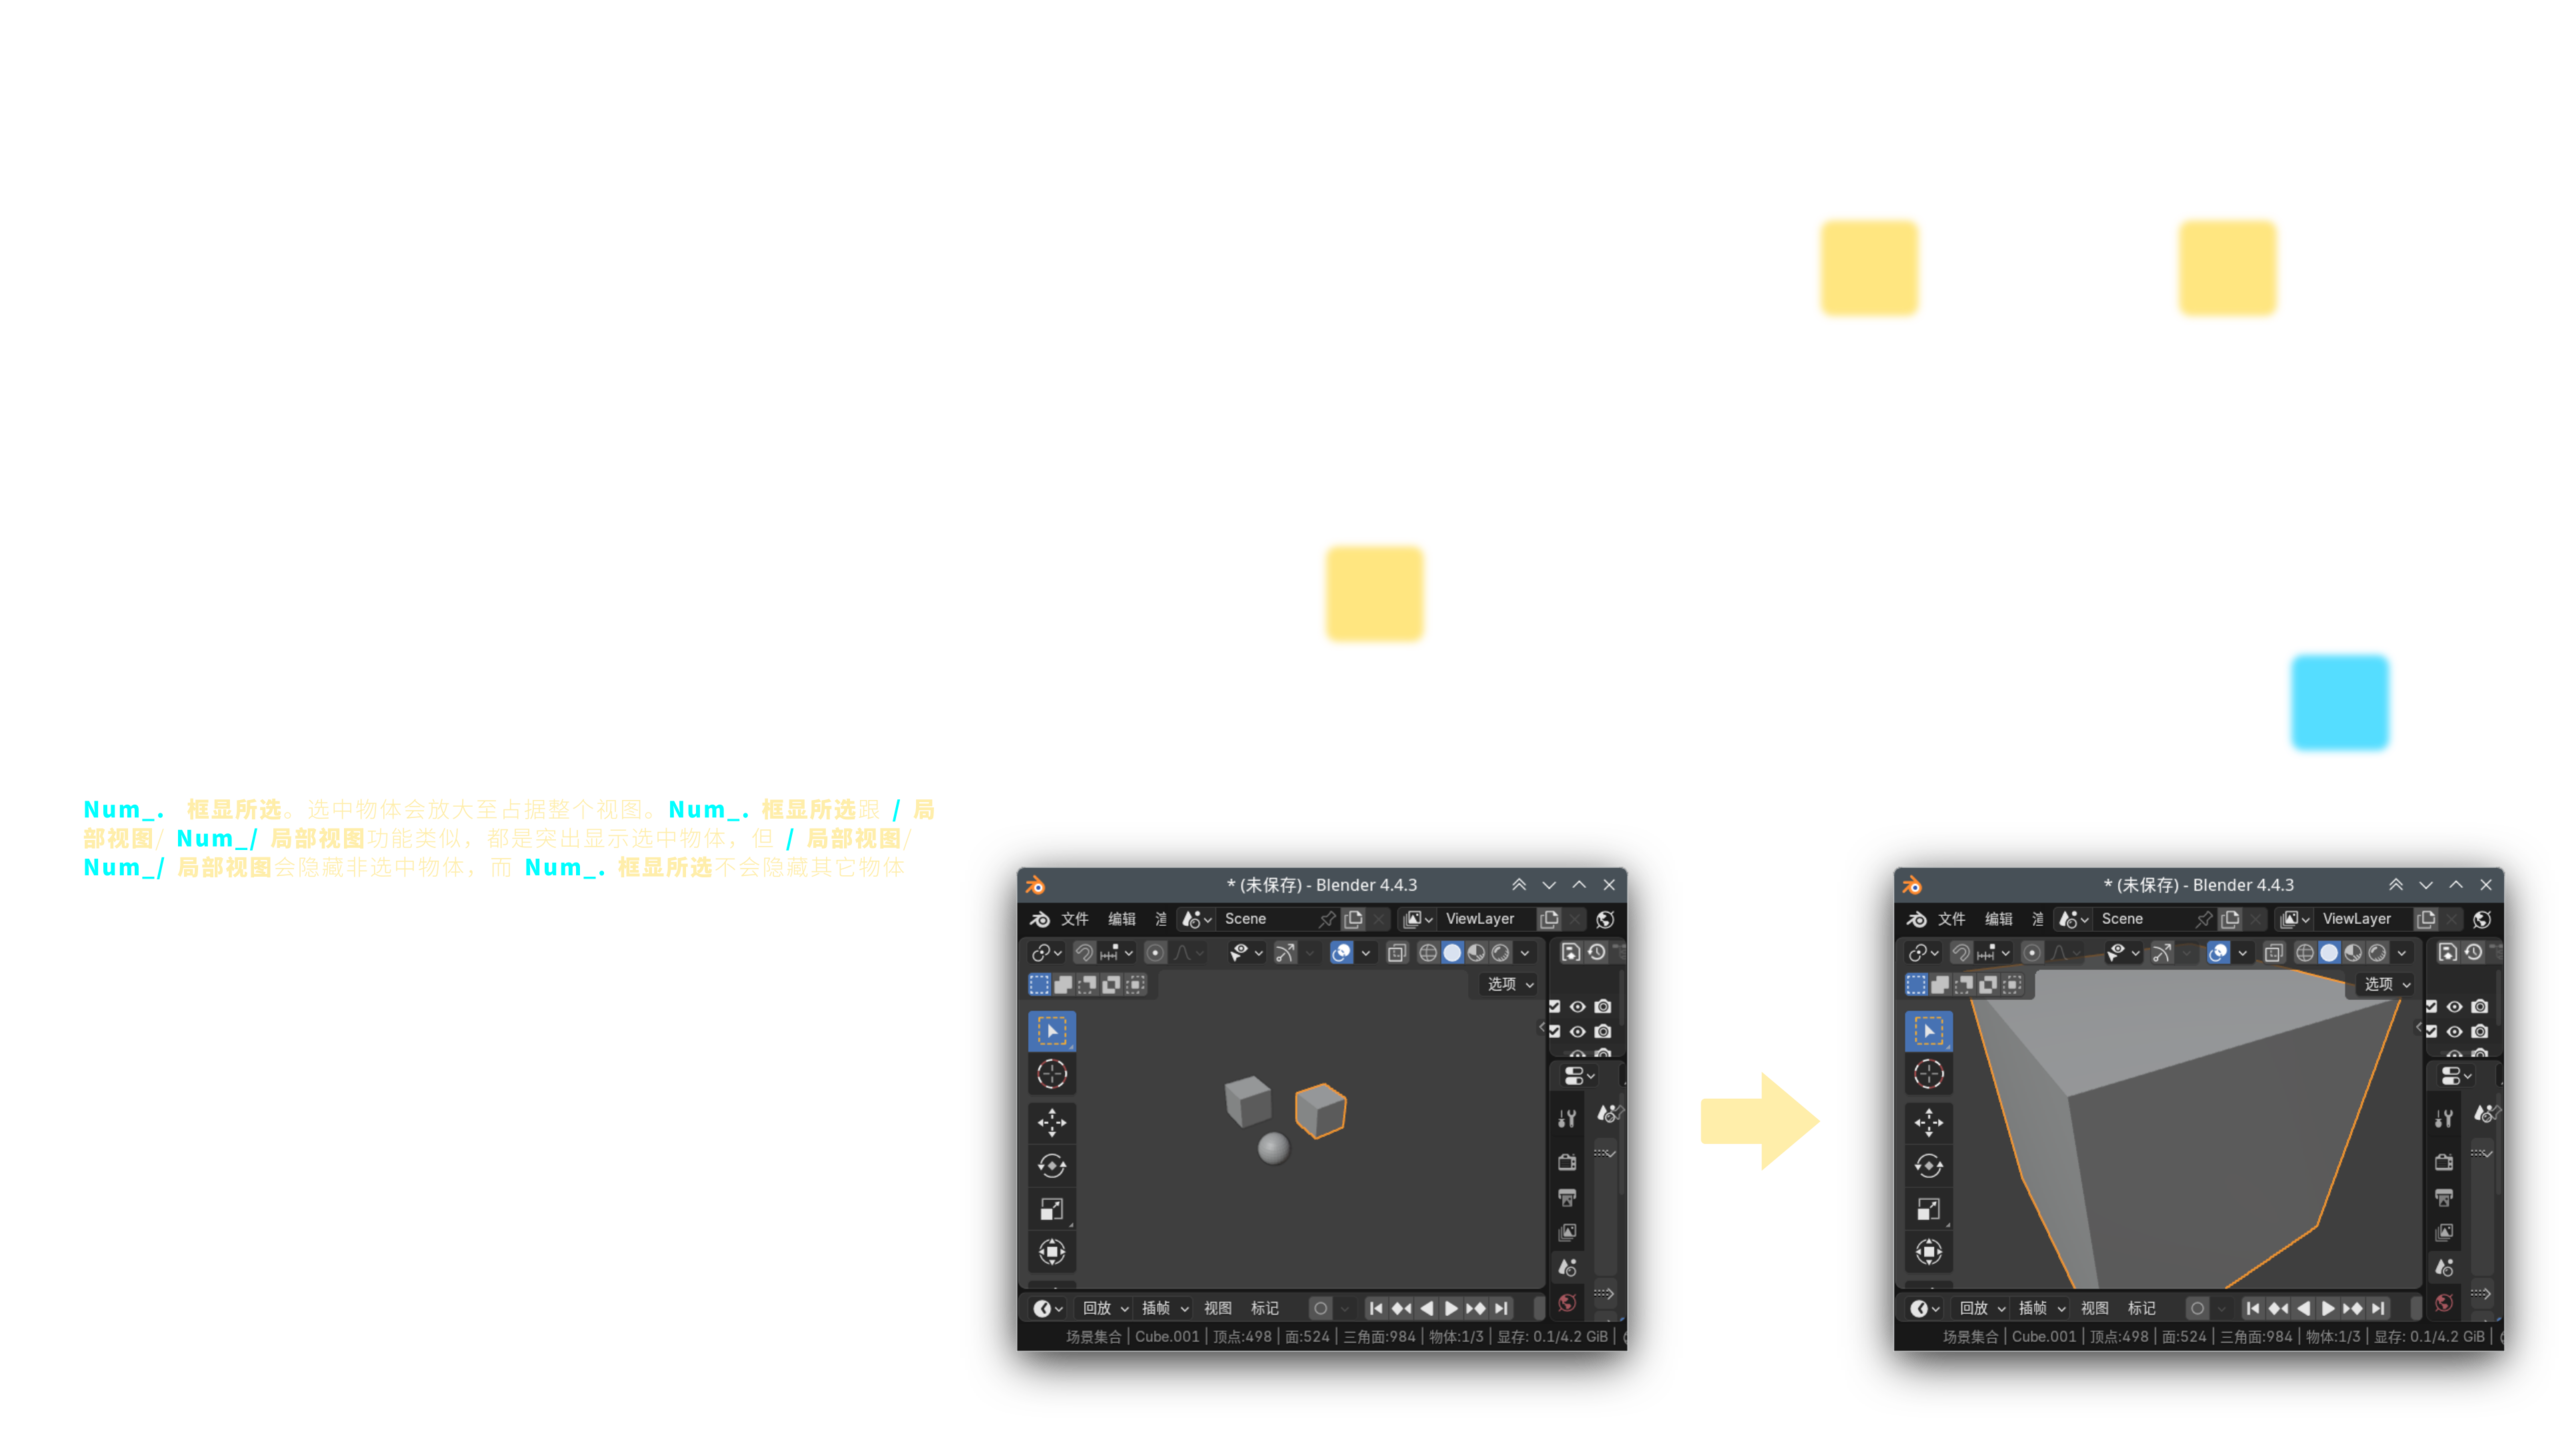 Num_. 框显所选。选中物体会放大至占据整个视图。Num_. 框显所选跟 / 局
部视图/ Num_/ 局部视图功能类似，都是突出显示选中物体，但 / 局部视图/
Num_/ 局部视图会隐藏非选中物体，而 Num_. 框显所选不会隐藏其它物体
* (未保存) - Blender 4.4.3
文件 编辑 Scene ViewLayer
选项
回放 插帧 视图 标记
场景集合 | Cube.001 | 顶点:498 | 面:524 | 三角面:984 | 物体:1/3 | 显存: 0.1/4.2 GiB |
* (未保存) - Blender 4.4.3
文件 编辑 Scene ViewLayer
选项
回放 插帧 视图 标记
场景集合 | Cube.001 | 顶点:498 | 面:524 | 三角面:984 | 物体:1/3 | 显存: 0.1/4.2 GiB |